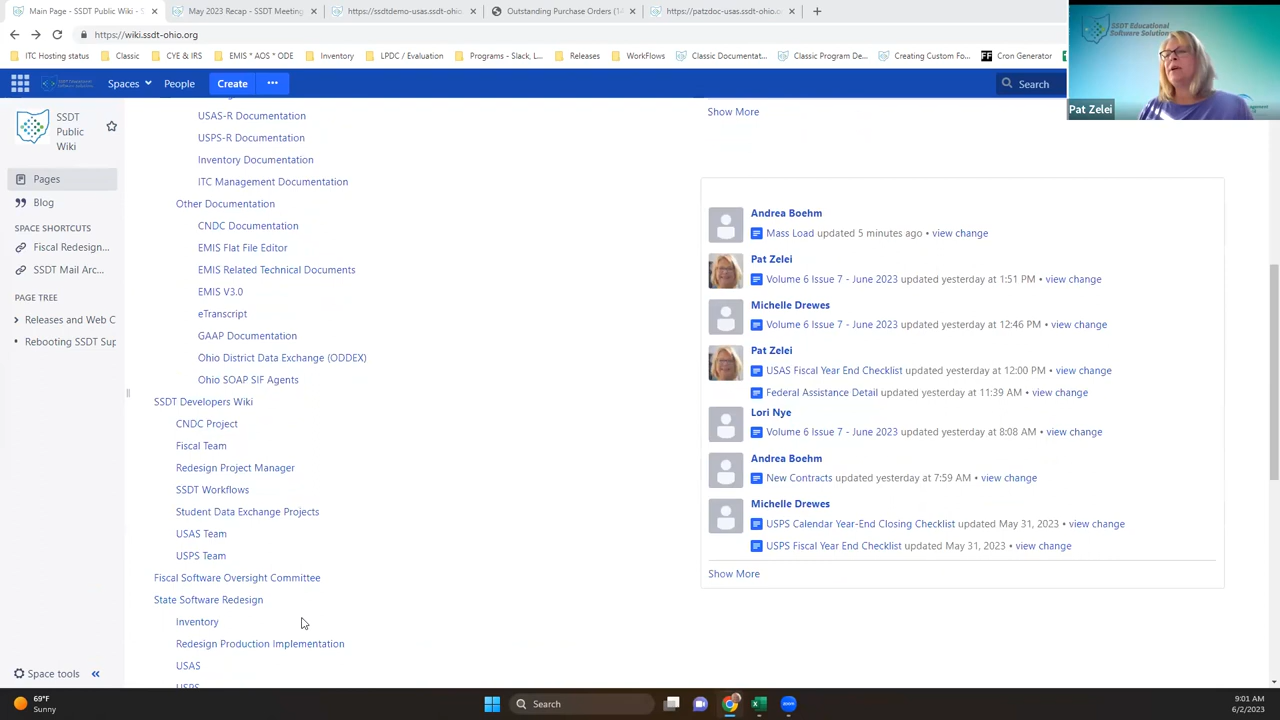 Main Page - SSDT Public Wiki - S
May 2023 Recap - SSDT Meeting
https://ssdtdemo-usas.ssdt-ohio
Outstanding Purchase Orders (14
https://patzdoc-usas.ssdt-ohio.o
https://wiki.ssdt-ohio.org
ITC Hosting status
Classic
CYE & IRS
EMIS * AOS * ODE
Inventory
LPDC / Evaluation
Programs - Slack, L...
Releases
WorkFlows
Classic Documentat...
Classic Program De...
Creating Custom Fo...
Cron Generator
Spaces
People
Create
Search
SSDT Public Wiki
Pages
Blog
SPACE SHORTCUTS
Fiscal Redesign...
SSDT Mail Arc...
PAGE TREE
Releases and Web C
Rebooting SSDT Sup
Space tools
USAS-R Documentation
USPS-R Documentation
Inventory Documentation
ITC Management Documentation
Other Documentation
CNDC Documentation
EMIS Flat File Editor
EMIS Related Technical Documents
EMIS V3.0
eTranscript
GAAP Documentation
Ohio District Data Exchange (ODDEX)
Ohio SOAP SIF Agents
SSDT Developers Wiki
CNDC Project
Fiscal Team
Redesign Project Manager
SSDT Workflows
Student Data Exchange Projects
USAS Team
USPS Team
Fiscal Software Oversight Committee
State Software Redesign
Inventory
Redesign Production Implementation
USAS
USPS
Show More
Andrea Boehm
Mass Load updated 5 minutes ago • view change
Pat Zelei
Volume 6 Issue 7 - June 2023 updated yesterday at 1:51 PM • view change
Michelle Drewes
Volume 6 Issue 7 - June 2023 updated yesterday at 12:46 PM • view change
Pat Zelei
USAS Fiscal Year End Checklist updated yesterday at 12:00 PM • view change
Federal Assistance Detail updated yesterday at 11:39 AM • view change
Lori Nye
Volume 6 Issue 7 - June 2023 updated yesterday at 8:08 AM • view change
Andrea Boehm
New Contracts updated yesterday at 7:59 AM • view change
Michelle Drewes
USPS Calendar Year-End Closing Checklist updated May 31, 2023 • view change
USPS Fiscal Year End Checklist updated May 31, 2023 • view change
Show More
SSDT Educational
Software Solution
Pat Zelei
69°F
Sunny
Search
9:01 AM
6/2/2023